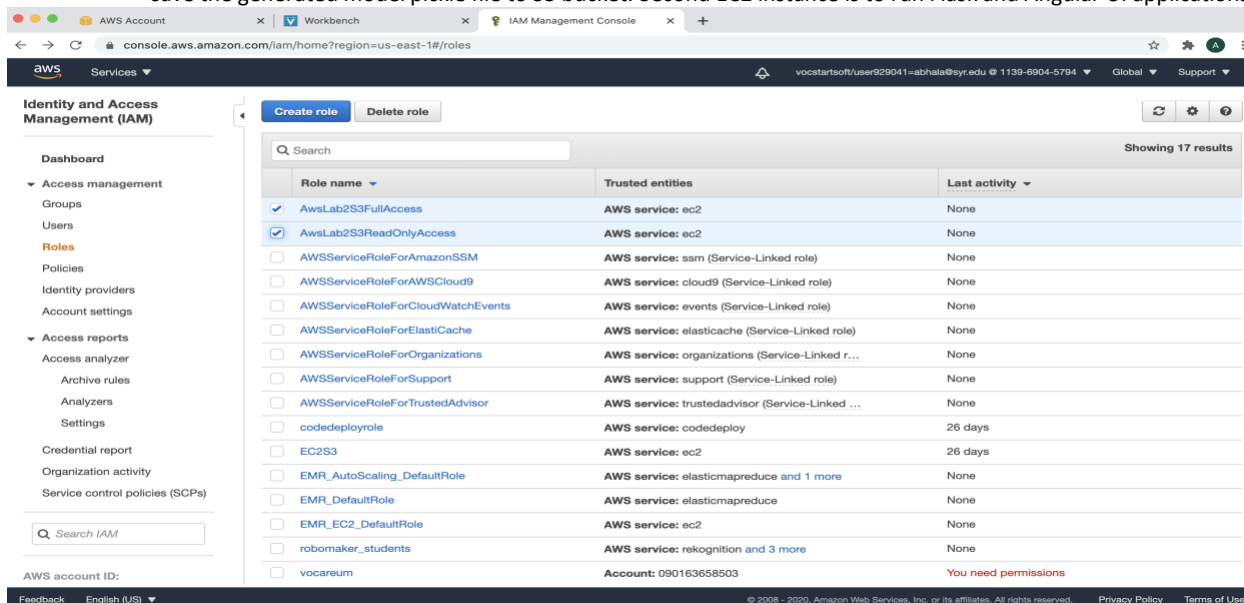 save the generated model pickle file to S3 bucket. Second EC2 instance is to run Flask and Angular UI applications
AWS Account × Workbench × IAM Management Console × +
console.aws.amazon.com/iam/home?region=us-east-1#/roles A
aws Services ▼ vocstartsoft/user929041=abhala@syr.edu @ 1139-6904-5794 ▼ Global ▼ Support ▼
Identity and Access
Management (IAM)
Dashboard
Access management
Groups
Users
Roles
Policies
Identity providers
Account settings
Access reports
Access analyzer
Archive rules
Analyzers
Settings
Credential report
Organization activity
Service control policies (SCPs)
Search IAM
AWS account ID:
Create role Delete role
Search Showing 17 results
Role name Trusted entities Last activity
AwsLab2S3FullAccess AWS service: ec2 None
AwsLab2S3ReadOnlyAccess AWS service: ec2 None
AWSServiceRoleForAmazonSSM AWS service: ssm (Service-Linked role) None
AWSServiceRoleForAWSCloud9 AWS service: cloud9 (Service-Linked role) None
AWSServiceRoleForCloudWatchEvents AWS service: events (Service-Linked role) None
AWSServiceRoleForElastiCache AWS service: elasticache (Service-Linked role) None
AWSServiceRoleForOrganizations AWS service: organizations (Service-Linked r... None
AWSServiceRoleForSupport AWS service: support (Service-Linked role) None
AWSServiceRoleForTrustedAdvisor AWS service: trustedadvisor (Service-Linked ... None
codedeployrole AWS service: codedeploy 26 days
EC2S3 AWS service: ec2 26 days
EMR_AutoScaling_DefaultRole AWS service: elasticmapreduce and 1 more None
EMR_DefaultRole AWS service: elasticmapreduce None
EMR_EC2_DefaultRole AWS service: ec2 None
robomaker_students AWS service: rekognition and 3 more None
vocareum Account: 090163658503 You need permissions
Feedback English (US) ▼ © 2008 - 2020, Amazon Web Services, Inc. or its affiliates. All rights reserved. Privacy Policy Terms of Use